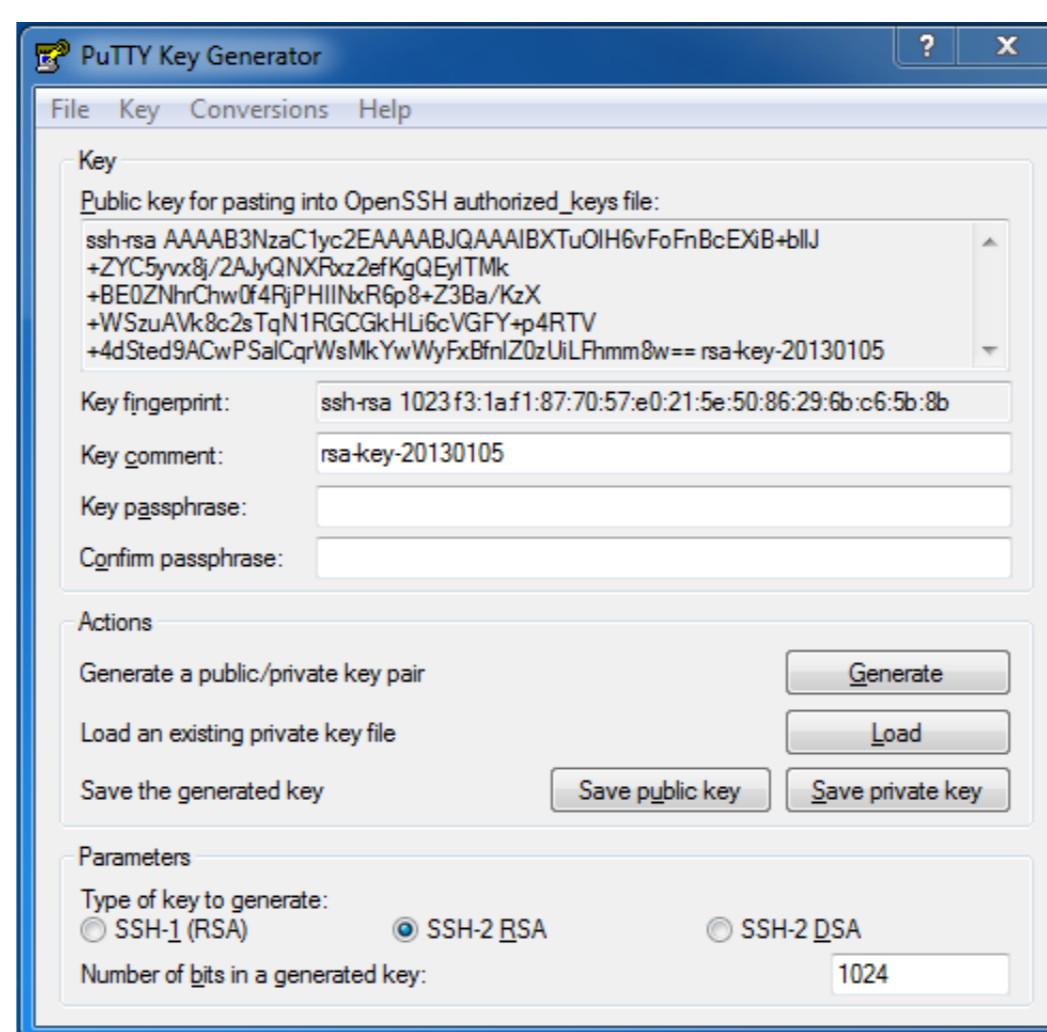 PuTTY Key Generator
? X
File Key Conversions Help
Key
Public key for pasting into OpenSSH authorized_keys file:
ssh-rsa AAAAB3NzaC1yc2EAAAABJQAAAIBXTuOIH6vFoFnBcEXiB+blIJ
+ZYC5yvx8j/2AJyQNXRxz2efKgQEyITMk
+BE0ZNhrChw0f4RjPHIINxR6p8+Z3Ba/KzX
+WSzuAVk8c2sTqN1RGCGkHLi6cVGFY+p4RTV
+4dSted9ACwPSalCqrWsMkYwWyFxBfnIZ0zUiLFhmm8w== rsa-key-20130105
Key fingerprint: ssh-rsa 1023 f3:1a:f1:87:70:57:e0:21:5e:50:86:29:6b:c6:5b:8b
Key comment: rsa-key-20130105
Key passphrase:
Confirm passphrase:
Actions
Generate a public/private key pair Generate
Load an existing private key file Load
Save the generated key Save public key Save private key
Parameters
Type of key to generate:
SSH-1 (RSA) SSH-2 RSA SSH-2 DSA
Number of bits in a generated key: 1024